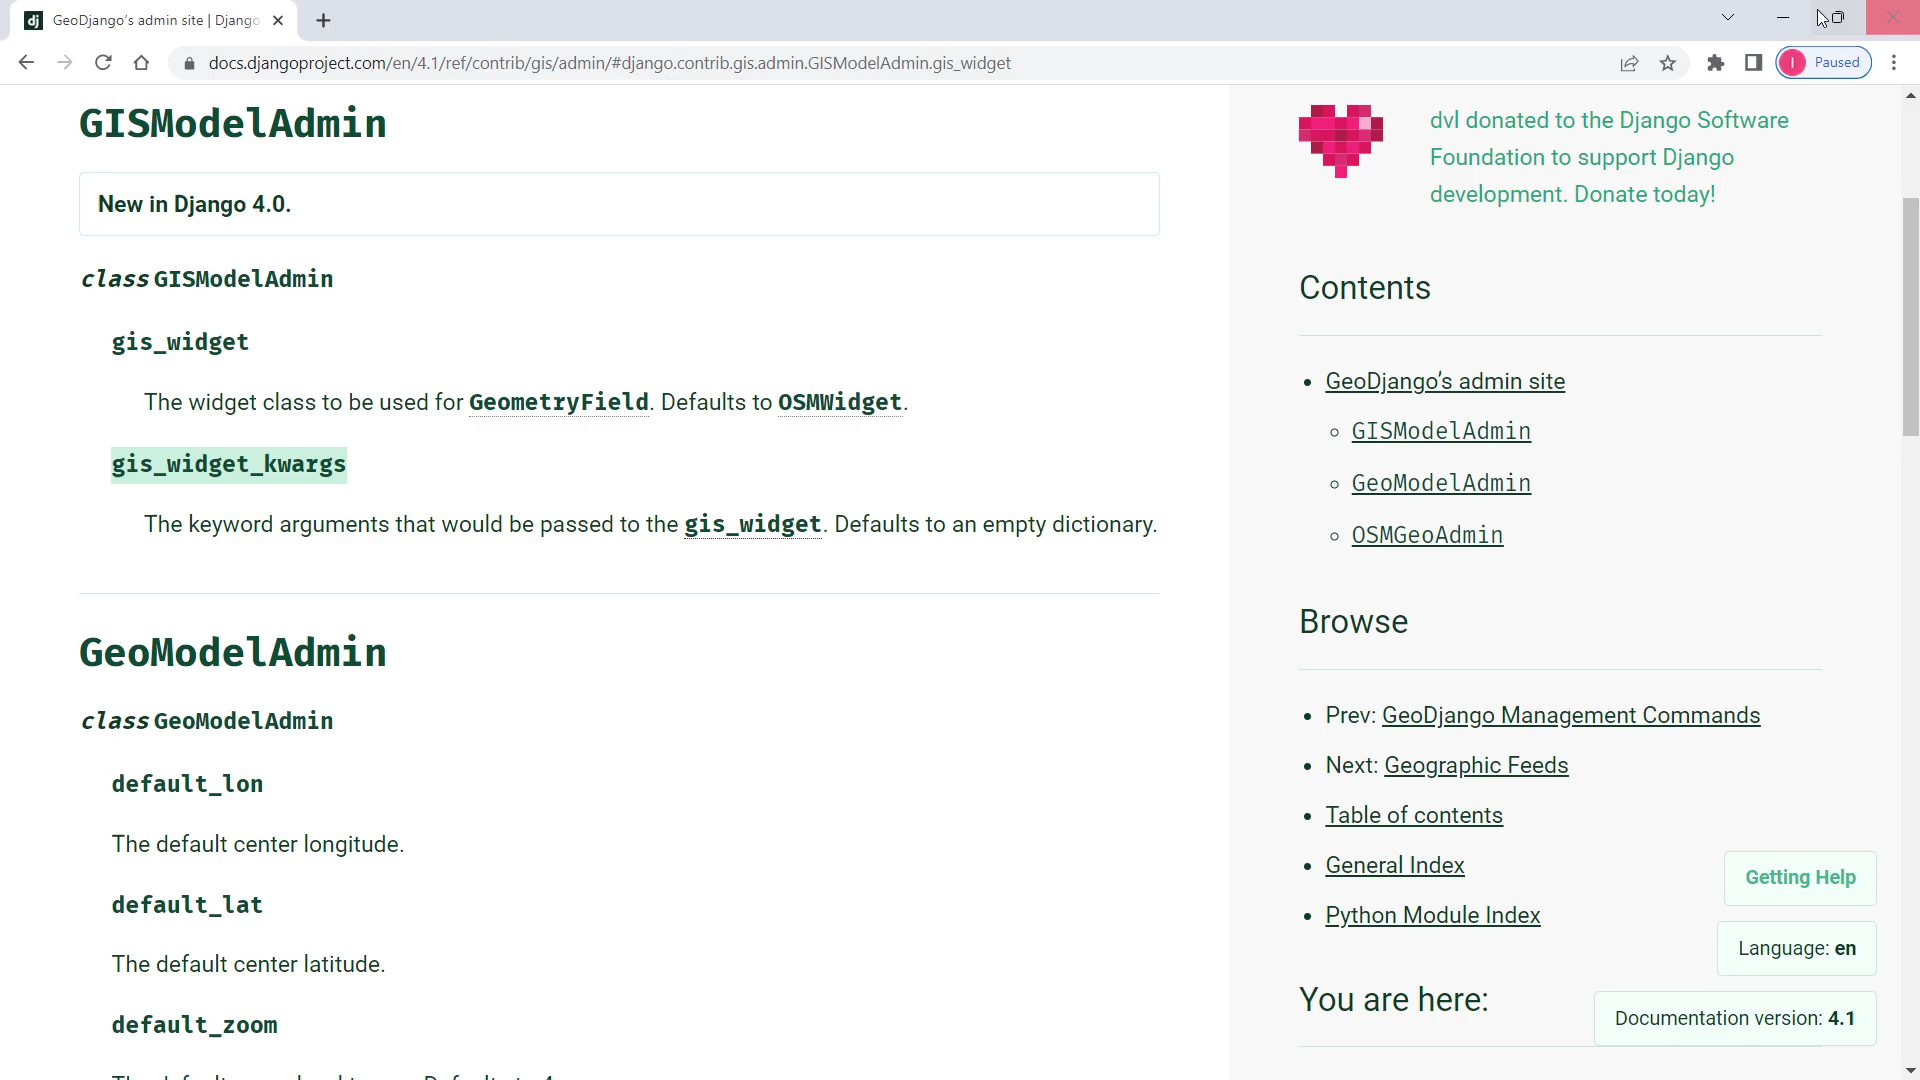 dj GeoDjango's admin site | Django
docs.djangoproject.com/en/4.1/ref/contrib/gis/admin/#django.contrib.gis.admin.GISModelAdmin.gis_widget
I Paused
GISModelAdmin
New in Django 4.0.
class GISModelAdmin
gis_widget
The widget class to be used for GeometryField. Defaults to OSMWidget.
gis_widget_kwargs
The keyword arguments that would be passed to the gis_widget. Defaults to an empty dictionary.
GeoModelAdmin
class GeoModelAdmin
default_lon
The default center longitude.
default_lat
The default center latitude.
default_zoom
dvl donated to the Django Software
Foundation to support Django
development. Donate today!
Contents
GeoDjango's admin site
GISModelAdmin
GeoModelAdmin
OSMGeoAdmin
Browse
Prev: GeoDjango Management Commands
Next: Geographic Feeds
Table of contents
General Index
Python Module Index
You are here:
Getting Help
Language: en
Documentation version: 4.1